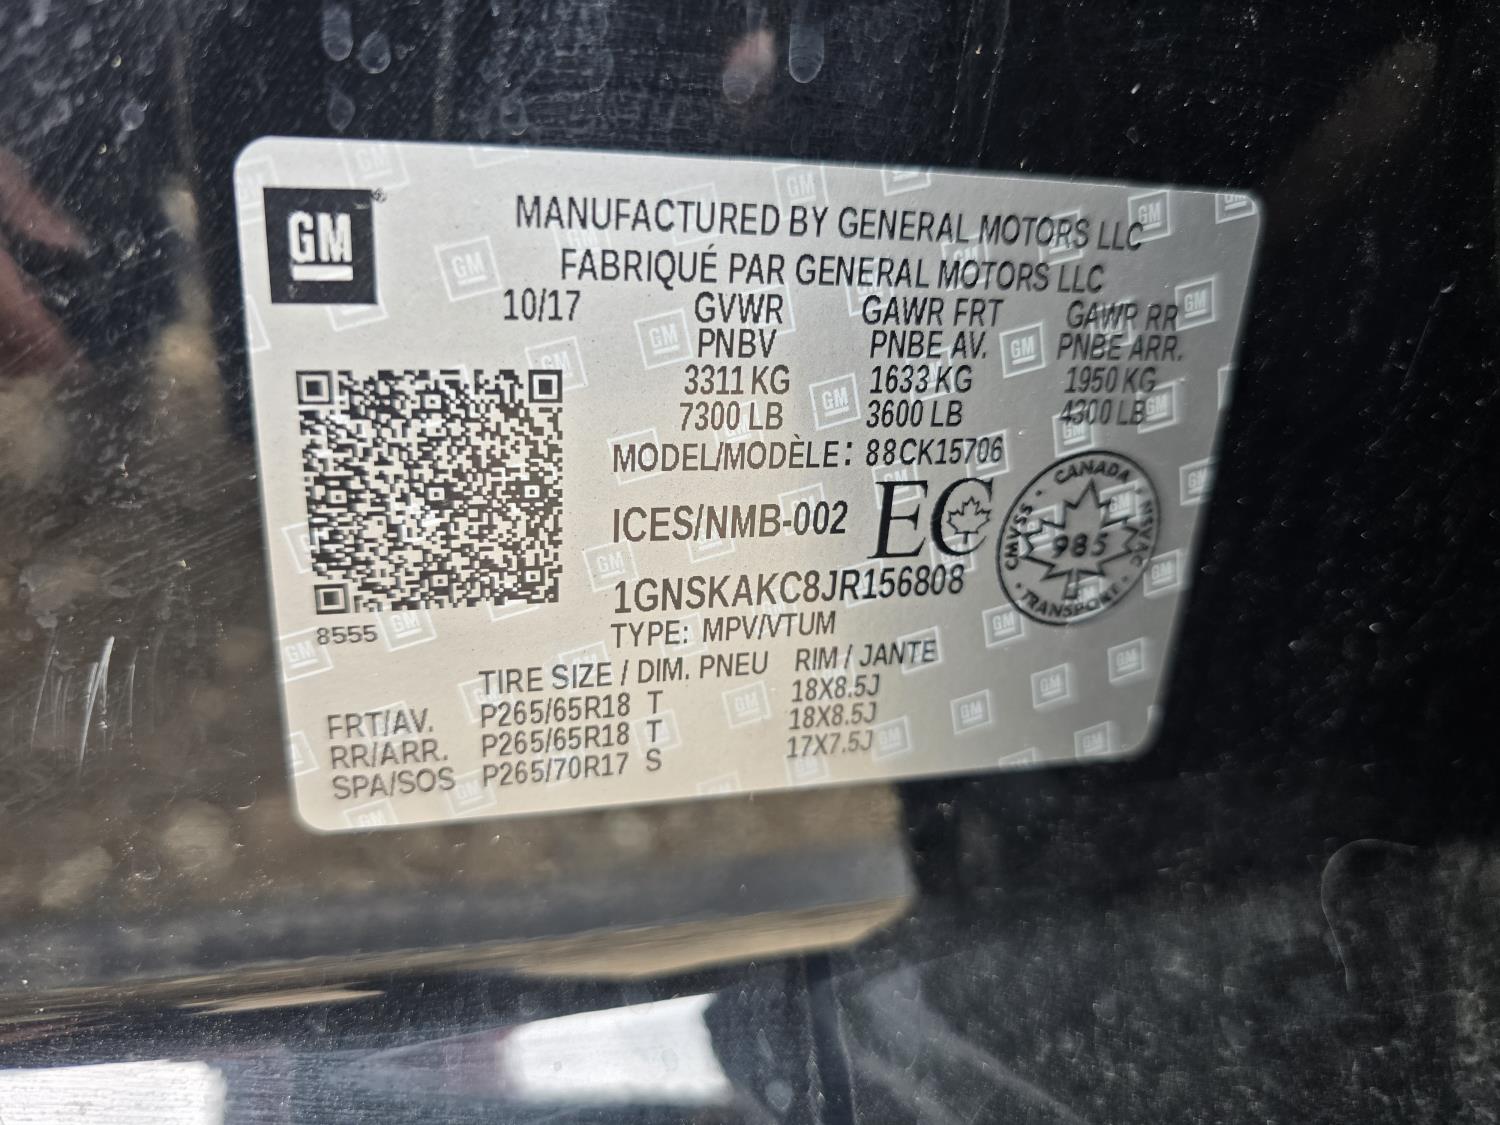 GM
MANUFACTURED BY GENERAL MOTORS LLC
FABRIQUÉ PAR GENERAL MOTORS LLC
10/17 GVWR GAWR FRT GAWR RR
PNBV PNBE AV. PNBE ARR.
3311 KG 1633 KG 1950 KG
7300 LB 3600 LB 4300 LB
MODEL/MODÈLE: 88CK15706
ICES/NMB-002 EC
CANADA
CMVSS 985 NSVAC
TRANSPORT
1GNSKAKC8JR156808
8555 TYPE: MPV/VTUM
TIRE SIZE / DIM. PNEU RIM / JANTE
FRT/AV. P265/65R18 T 18X8.5J
RR/ARR. P265/65R18 T 18X8.5J
SPA/SOS P265/70R17 S 17X7.5J